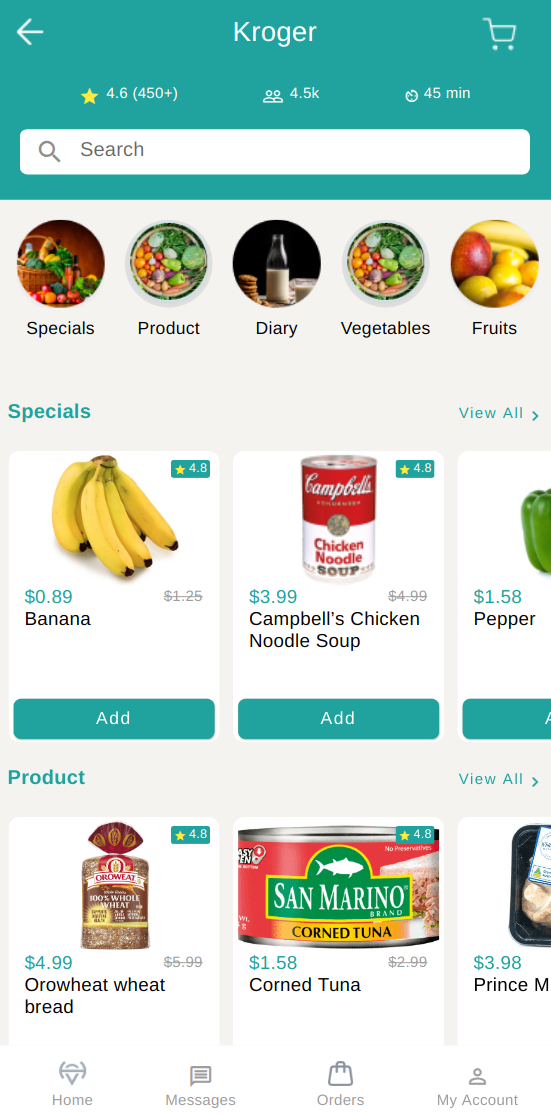 Kroger
4.6 (450+)
4.5k
45 min
Search
Specials
Product
Diary
Vegetables
Fruits
Specials
View All
4.8
4.8
Campbell's
CONDENSED
Chicken
Noodle
SOUP
$0.89 $1.25
Banana
$3.99 $4.99
Campbell's Chicken
Noodle Soup
$1.58
Pepper
Add
Add
A
Product
View All
4.8
4.8
OROWEAT
Whole Grains
100% WHOLE
WHEAT
EASY
OPEN
No Preservatives
SAN MARINO®
BRAND
CORNED TUNA
$4.99 $5.99
Orowheat wheat
bread
$1.58 $2.99
Corned Tuna
$3.98
Prince M
Home
Messages
Orders
My Account